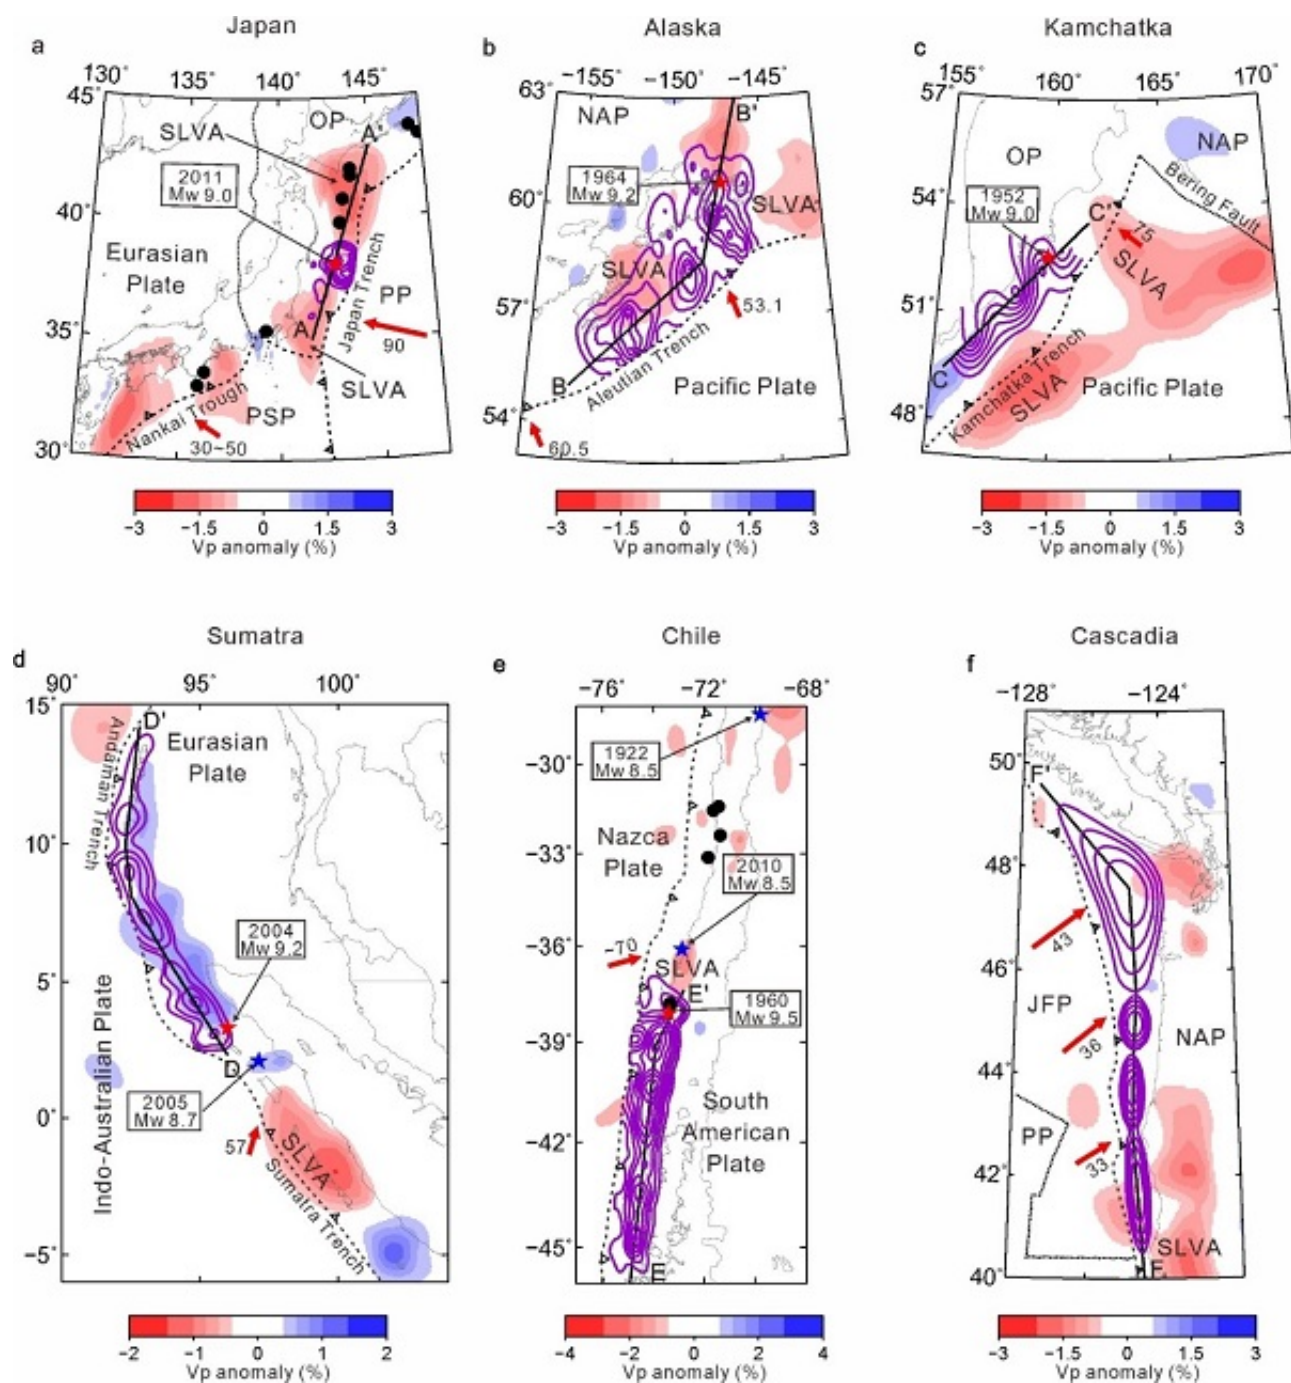 Japan
a
130°
135°
140°
145°
45°
40°
35°
30°
OP
A'
SLVA
2011
Mw 9.0
Eurasian
Plate
PP
Japan Trench
A
90
SLVA
Nankai Trough
PSP
30~50
−3
−1.5
0
1.5
3
Vp anomaly (%)
Alaska
b
−155°
−150°
−145°
63°
60°
57°
54°
NAP
B'
1964
Mw 9.2
SLVA
SLVA
53.1
B
Aleutian Trench
Pacific Plate
60.5
−3
−1.5
0
1.5
3
Vp anomaly (%)
Kamchatka
c
155°
160°
165°
170°
57°
54°
51°
48°
OP
NAP
Bering Fault
1952
Mw 9.0
C'
75
SLVA
C
Kamchatka Trench
SLVA
Pacific Plate
−3
−1.5
0
1.5
3
Vp anomaly (%)
Sumatra
d
90°
95°
100°
15°
10°
5°
0°
−5°
D'
Andaman Trench
Eurasian
Plate
2004
Mw 9.2
Indo-Australian Plate
D
2005
Mw 8.7
57
SLVA
Sumatra Trench
−2
−1
0
1
2
Vp anomaly (%)
Chile
e
−76°
−72°
−68°
−30°
−33°
−36°
−39°
−42°
−45°
1922
Mw 8.5
Nazca
Plate
2010
Mw 8.5
~70
SLVA
E'
1960
Mw 9.5
South
American
Plate
E
−4
−2
0
2
4
Vp anomaly (%)
Cascadia
f
−128°
−124°
50°
48°
46°
44°
42°
40°
F'
43
JFP
36
NAP
PP
33
SLVA
F
−3
−1.5
0
1.5
3
Vp anomaly (%)